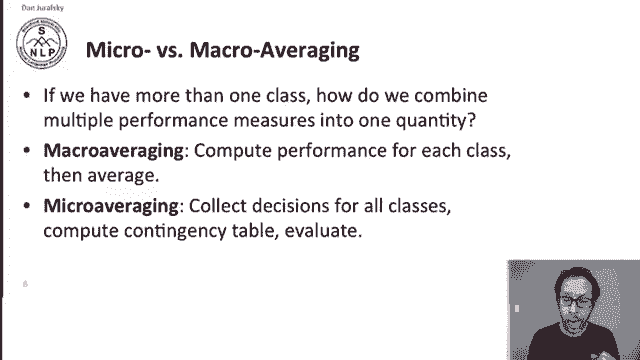 Dan Jurafsky
S
NLP
Micro- vs. Macro-Averaging
• If we have more than one class, how do we combine
multiple performance measures into one quantity?
• Macroaveraging: Compute performance for each class,
then average.
• Microaveraging: Collect decisions for all classes,
compute contingency table, evaluate.